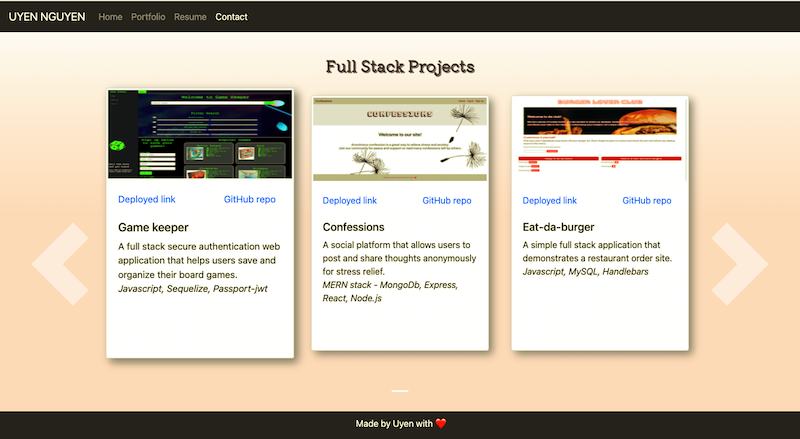 UYEN NGUYEN Home Portfolio Resume Contact
Full Stack Projects
Welcome to Game Keeper
CONFESSIONS
Welcome to our site!
BURGER LOVER CLUB
Deployed link GitHub repo
Game keeper
A full stack secure authentication web
application that helps users save and
organize their board games.
Javascript, Sequelize, Passport-jwt
Deployed link GitHub repo
Confessions
A social platform that allows users to
post and share thoughts anonymously
for stress relief.
MERN stack - MongoDb, Express,
React, Node.js
Deployed link GitHub repo
Eat-da-burger
A simple full stack application that
demonstrates a restaurant order site.
Javascript, MySQL, Handlebars
Made by Uyen with ❤️